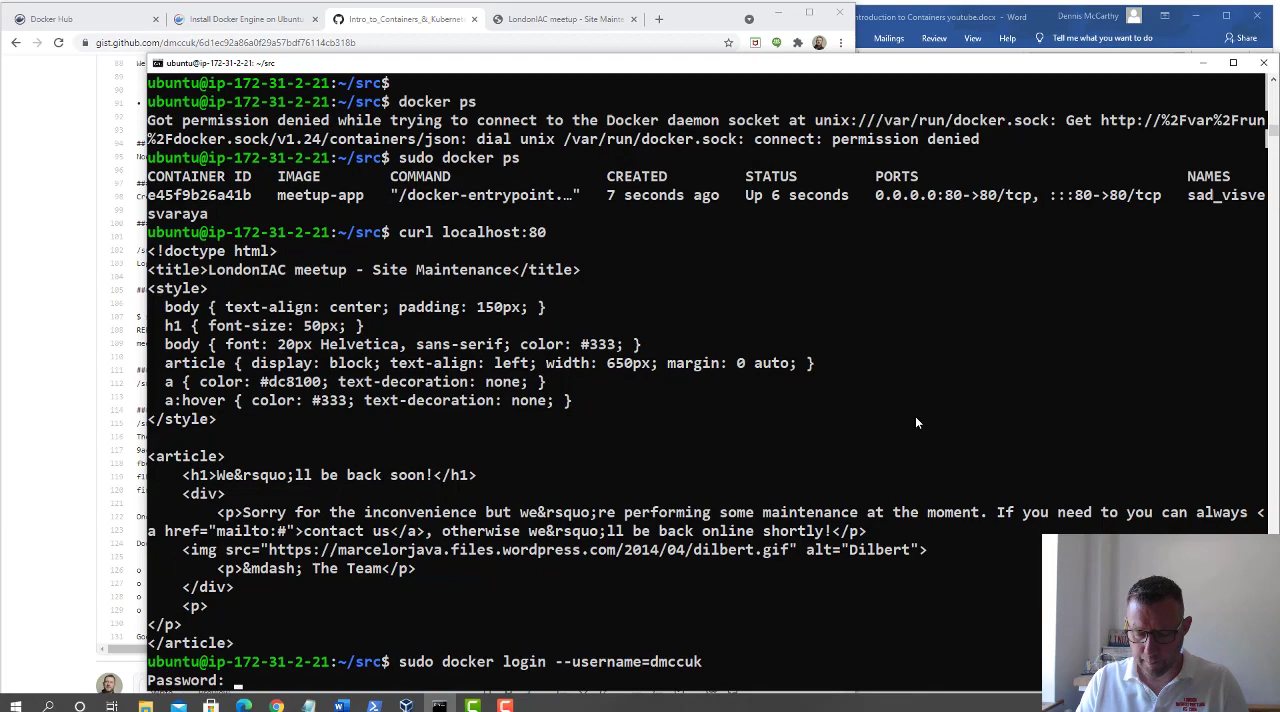 Docker Hub
Install Docker Engine on Ubuntu
Intro_to_Containers_&_Kubernet
LondonIAC meetup - Site Mainte
ntroduction to Containers youtube.docx - Word
Dennis McCarthy
gist.github.com/dmccuk/6d1ec92a86a0f29a57bdf76114cb318b
Mailings
Review
View
Help
Tell me what you want to do
Share
ubuntu@ip-172-31-2-21: ~/src
ubuntu@ip-172-31-2-21:~/src$
ubuntu@ip-172-31-2-21:~/src$ docker ps
Got permission denied while trying to connect to the Docker daemon socket at unix:///var/run/docker.sock: Get http://%2Fvar%2Frun
%2Fdocker.sock/v1.24/containers/json: dial unix /var/run/docker.sock: connect: permission denied
ubuntu@ip-172-31-2-21:~/src$ sudo docker ps
CONTAINER ID IMAGE COMMAND CREATED STATUS PORTS NAMES
e45f9b26a41b meetup-app "/docker-entrypoint.…" 7 seconds ago Up 6 seconds 0.0.0.0:80->80/tcp, :::80->80/tcp sad_visve
svaraya
ubuntu@ip-172-31-2-21:~/src$ curl localhost:80
<!doctype html>
<title>LondonIAC meetup - Site Maintenance</title>
<style>
body { text-align: center; padding: 150px; }
h1 { font-size: 50px; }
body { font: 20px Helvetica, sans-serif; color: #333; }
article { display: block; text-align: left; width: 650px; margin: 0 auto; }
a { color: #dc8100; text-decoration: none; }
a:hover { color: #333; text-decoration: none; }
</style>
<article>
<h1>We&rsquo;ll be back soon!</h1>
<div>
<p>Sorry for the inconvenience but we&rsquo;re performing some maintenance at the moment. If you need to you can always <
a href="mailto:#">contact us</a>, otherwise we&rsquo;ll be back online shortly!</p>
<img src="https://marcelorjava.files.wordpress.com/2014/04/dilbert.gif" alt="Dilbert">
<p>&mdash; The Team</p>
</div>
<p>
</p>
</article>
ubuntu@ip-172-31-2-21:~/src$ sudo docker login --username=dmccuk
Password: